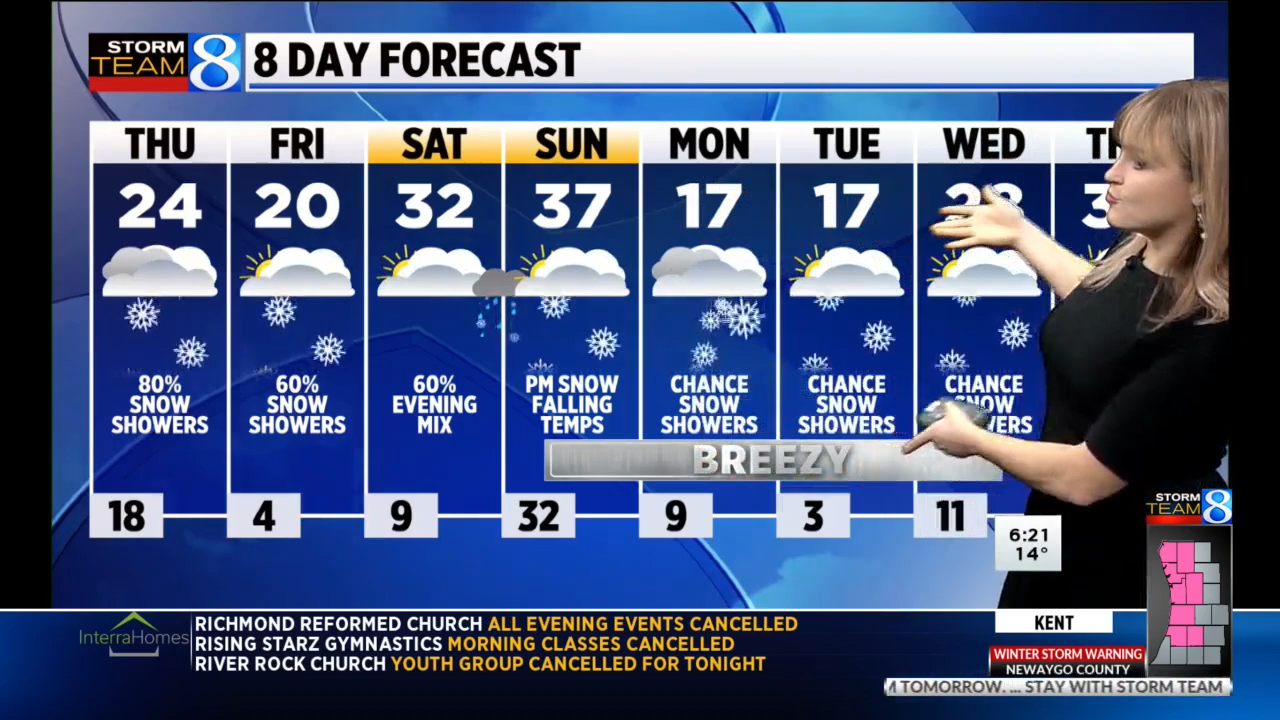 STORM
TEAM 8
8 DAY FORECAST
THU
FRI
SAT
SUN
MON
TUE
WED
24
20
32
37
17
17
80%
SNOW
SHOWERS
60%
SNOW
SHOWERS
60%
EVENING
MIX
PM SNOW
FALLING
TEMPS
CHANCE
SNOW
SHOWERS
CHANCE
SNOW
SHOWERS
CHANCE
SNOW
BREEZY
18
4
9
32
9
3
11
6:21
14°
STORM
TEAM 8
InterraHomes
RICHMOND REFORMED CHURCH ALL EVENING EVENTS CANCELLED
RISING STARZ GYMNASTICS MORNING CLASSES CANCELLED
RIVER ROCK CHURCH YOUTH GROUP CANCELLED FOR TONIGHT
KENT
WINTER STORM WARNING
NEWAYGO COUNTY
TOMORROW. ... STAY WITH STORM TEAM